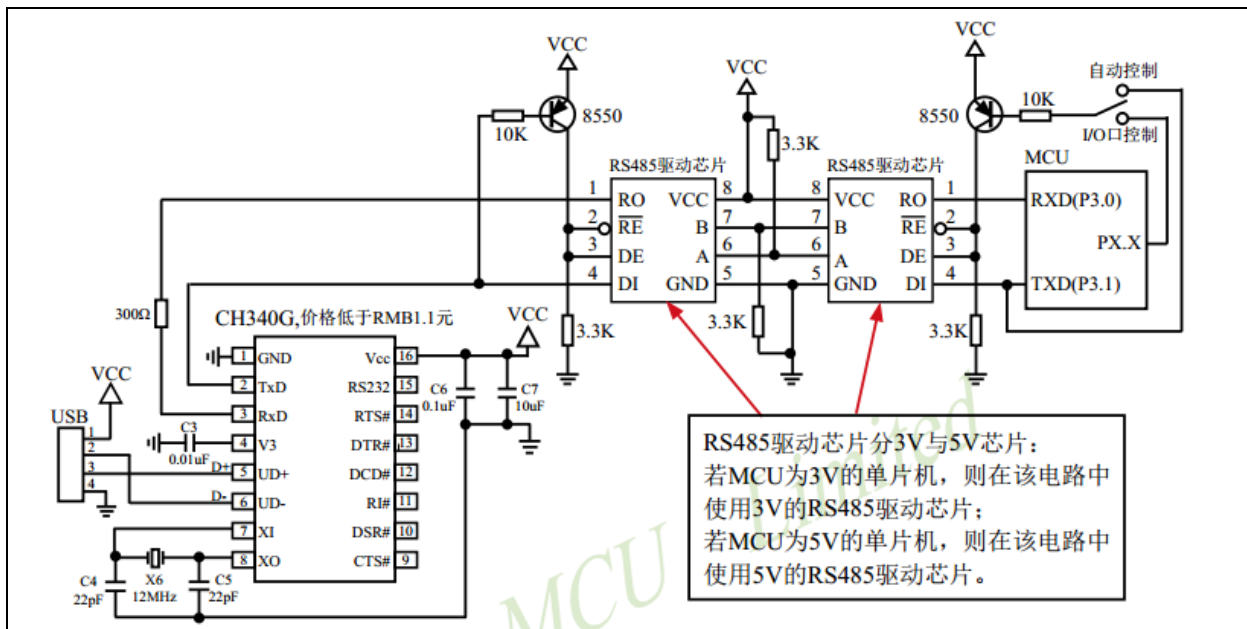 VCC
VCC
VCC
自动控制
10K
8550
8550
10K
I/O口控制
3.3K
RS485驱动芯片
RS485驱动芯片
MCU
1
RO
VCC
8
8
VCC
RO
1
RXD(P3.0)
2
RE
B
7
7
B
RE
2
PX.X
3
DE
A
6
6
A
DE
3
4
DI
GND
5
5
GND
DI
4
TXD(P3.1)
300Ω
CH340G,价格低于RMB1.1元
VCC
3.3K
3.3K
3.3K
1
GND
Vcc
16
VCC
2
TxD
RS232
15
C6
0.1uF
C7
10uF
USB
3
RxD
RTS#
14
1
2
3
4
C3
0.01uF
4
V3
DTR#
13
D+
5
UD+
DCD#
12
D-
6
UD-
RI#
11
7
XI
DSR#
10
8
XO
CTS#
9
C4
22pF
X6
12MHz
C5
22pF
RS485驱动芯片分3V与5V芯片：
若MCU为3V的单片机，则在该电路中
使用3V的RS485驱动芯片；
若MCU为5V的单片机，则在该电路中
使用5V的RS485驱动芯片。
MCU Limited